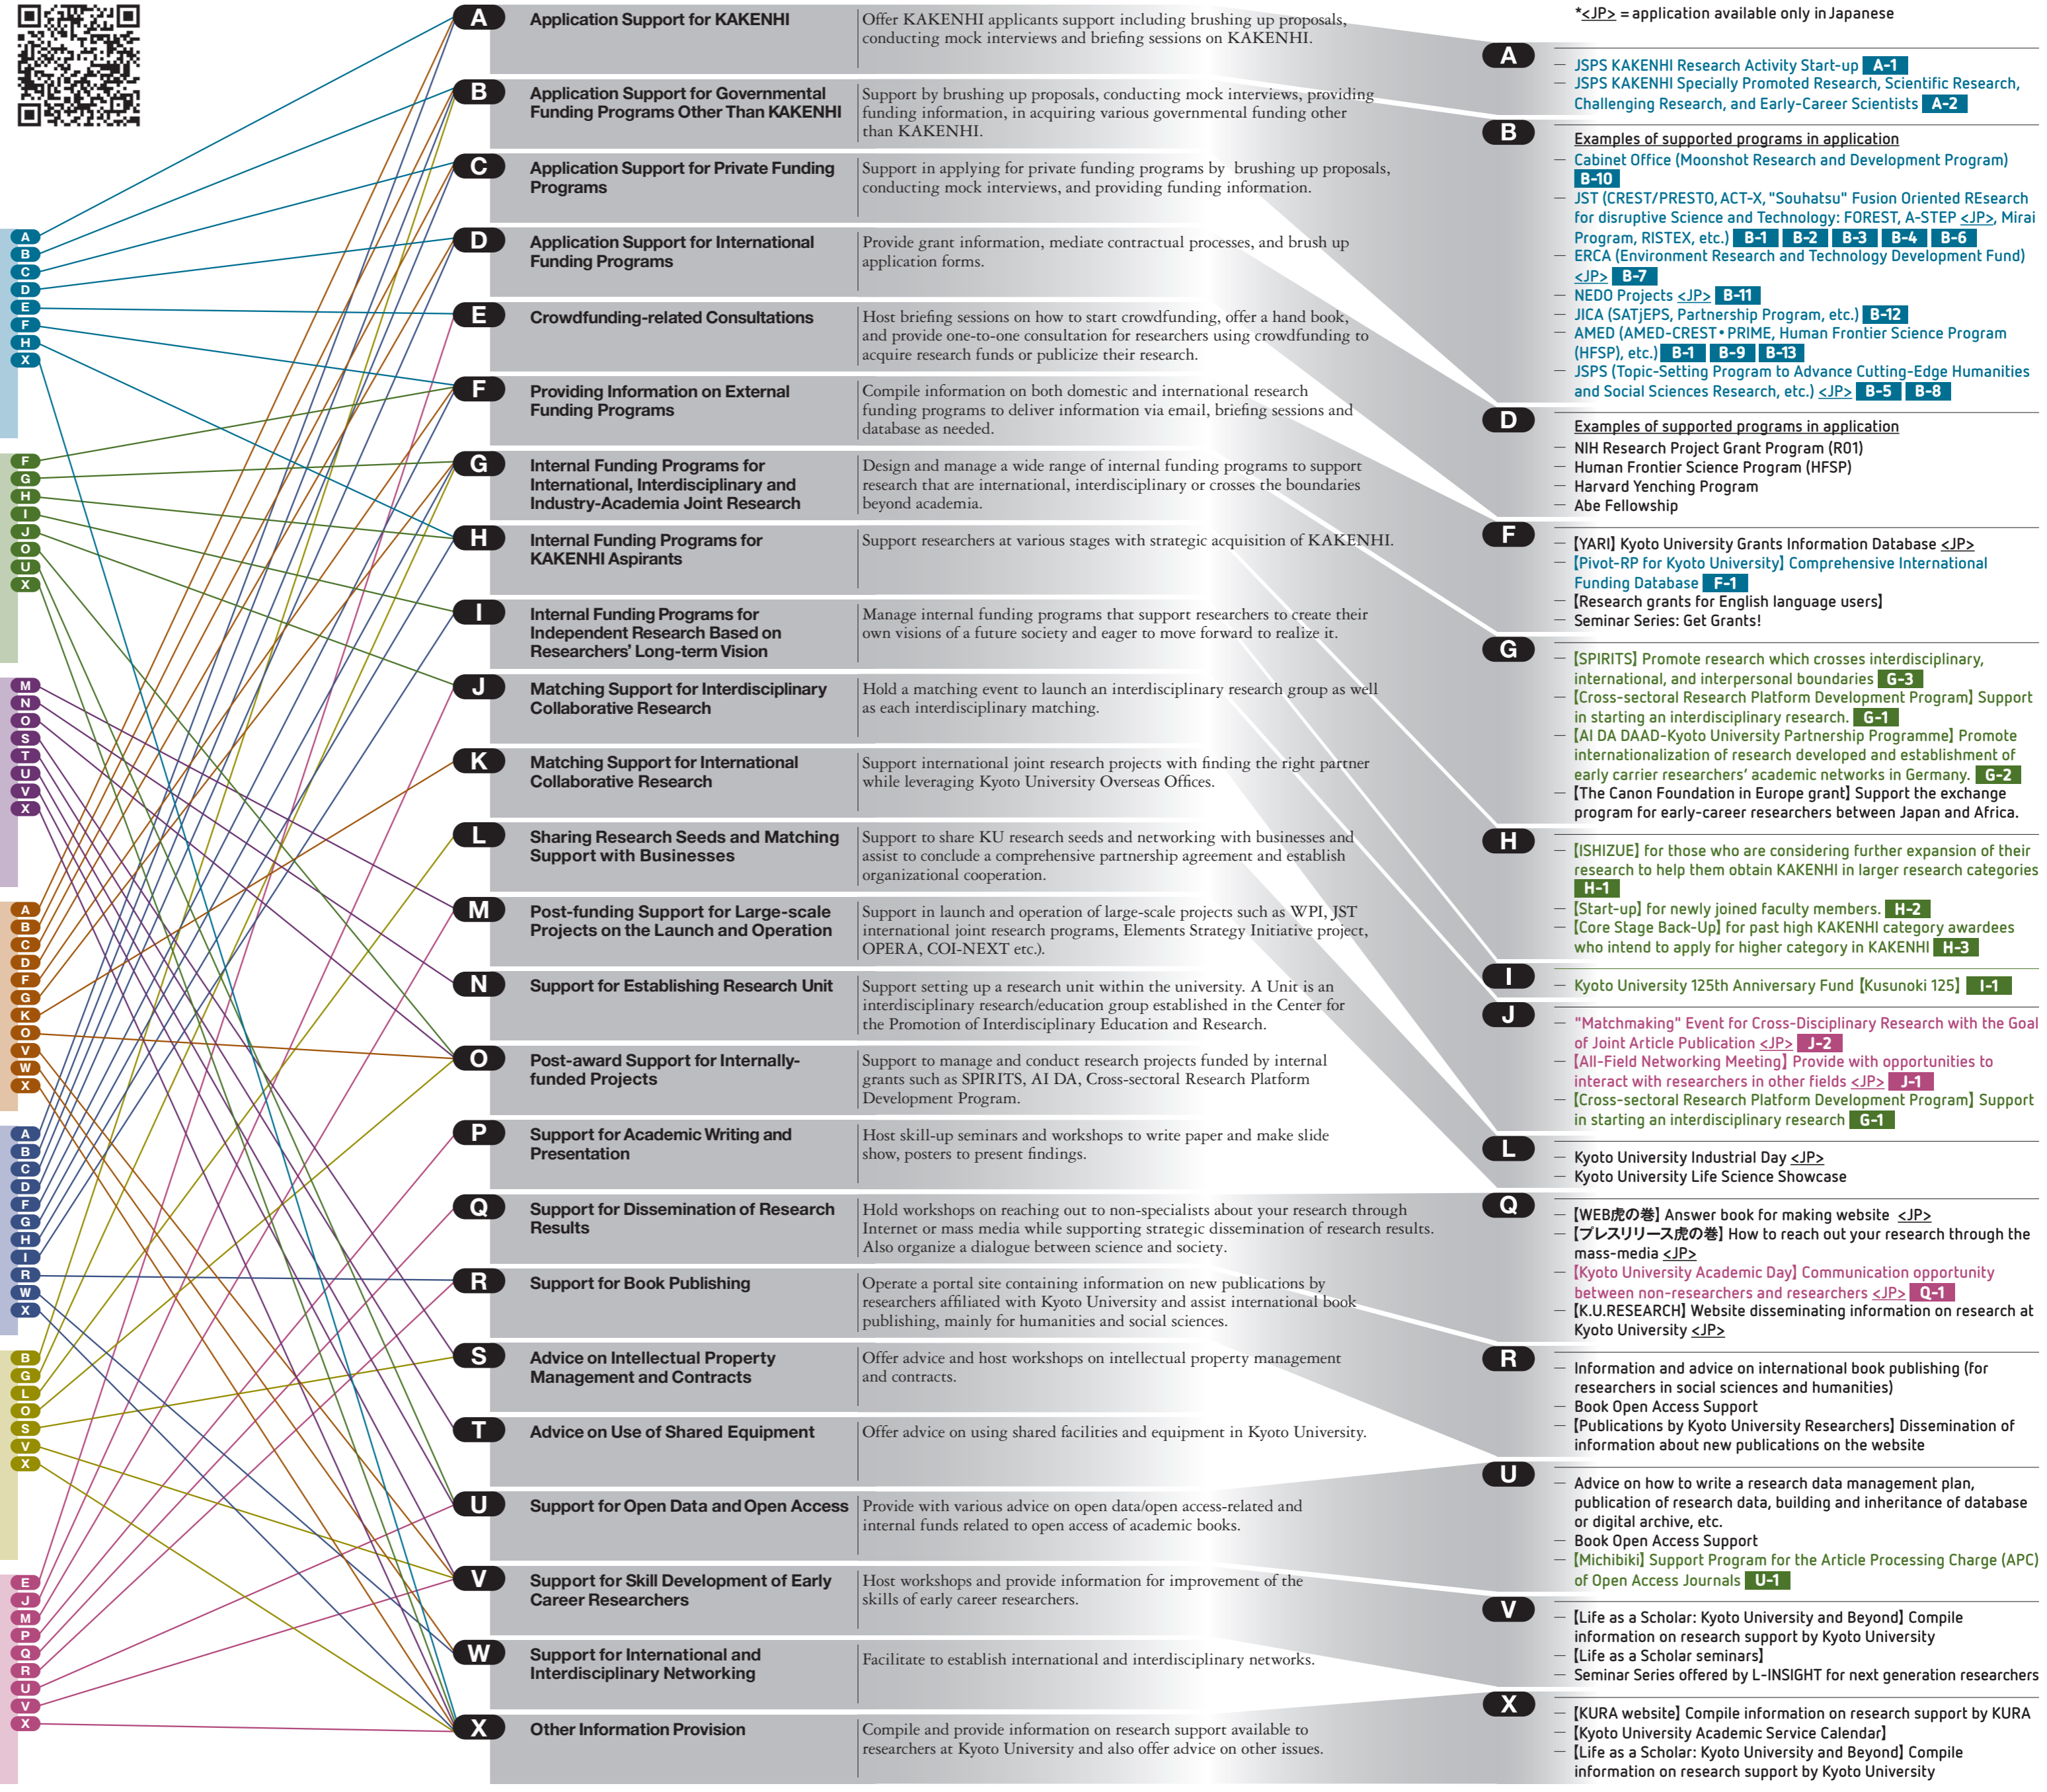 A
B
C
D
E
F
H
X
F
G
H
I
J
O
U
X
M
N
O
S
T
U
V
X
A
B
C
D
F
G
K
O
V
W
X
A
B
C
D
F
G
H
I
R
W
X
B
G
L
O
S
V
X
E
J
M
P
Q
R
U
V
X
A Application Support for KAKENHI
Offer KAKENHI applicants support including brushing up proposals,
conducting mock interviews and briefing sessions on KAKENHI.
B Application Support for Governmental
Funding Programs Other Than KAKENHI
Support by brushing up proposals, conducting mock interviews, providing
funding information, in acquiring various governmental funding other
than KAKENHI.
C Application Support for Private Funding
Programs
Support in applying for private funding programs by brushing up proposals,
conducting mock interviews, and providing funding information.
D Application Support for International
Funding Programs
Provide grant information, mediate contractual processes, and brush up
application forms.
E Crowdfunding-related Consultations
Host briefing sessions on how to start crowdfunding, offer a hand book,
and provide one-to-one consultation for researchers using crowdfunding to
acquire research funds or publicize their research.
F Providing Information on External
Funding Programs
Compile information on both domestic and international research
funding programs to deliver information via email, briefing sessions and
database as needed.
G Internal Funding Programs for
International, Interdisciplinary and
Industry-Academia Joint Research
Design and manage a wide range of internal funding programs to support
research that are international, interdisciplinary or crosses the boundaries
beyond academia.
H Internal Funding Programs for
KAKENHI Aspirants
Support researchers at various stages with strategic acquisition of KAKENHI.
I Internal Funding Programs for
Independent Research Based on
Researchers' Long-term Vision
Manage internal funding programs that support researchers to create their
own visions of a future society and eager to move forward to realize it.
J Matching Support for Interdisciplinary
Collaborative Research
Hold a matching event to launch an interdisciplinary research group as well
as each interdisciplinary matching.
K Matching Support for International
Collaborative Research
Support international joint research projects with finding the right partner
while leveraging Kyoto University Overseas Offices.
L Sharing Research Seeds and Matching
Support with Businesses
Support to share KU research seeds and networking with businesses and
assist to conclude a comprehensive partnership agreement and establish
organizational cooperation.
M Post-funding Support for Large-scale
Projects on the Launch and Operation
Support in launch and operation of large-scale projects such as WPI, JST
international joint research programs, Elements Strategy Initiative project,
OPERA, COI-NEXT etc.).
N Support for Establishing Research Unit
Support setting up a research unit within the university. A Unit is an
interdisciplinary research/education group established in the Center for
the Promotion of Interdisciplinary Education and Research.
O Post-award Support for Internally-
funded Projects
Support to manage and conduct research projects funded by internal
grants such as SPIRITS, AI DA, Cross-sectoral Research Platform
Development Program.
P Support for Academic Writing and
Presentation
Host skill-up seminars and workshops to write paper and make slide
show, posters to present findings.
Q Support for Dissemination of Research
Results
Hold workshops on reaching out to non-specialists about your research through
Internet or mass media while supporting strategic dissemination of research results.
Also organize a dialogue between science and society.
R Support for Book Publishing
Operate a portal site containing information on new publications by
researchers affiliated with Kyoto University and assist international book
publishing, mainly for humanities and social sciences.
S Advice on Intellectual Property
Management and Contracts
Offer advice and host workshops on intellectual property management
and contracts.
T Advice on Use of Shared Equipment
Offer advice on using shared facilities and equipment in Kyoto University.
U Support for Open Data and Open Access
Provide with various advice on open data/open access-related and
internal funds related to open access of academic books.
V Support for Skill Development of Early
Career Researchers
Host workshops and provide information for improvement of the
skills of early career researchers.
W Support for International and
Interdisciplinary Networking
Facilitate to establish international and interdisciplinary networks.
X Other Information Provision
Compile and provide information on research support available to
researchers at Kyoto University and also offer advice on other issues.
*<JP> = application available only in Japanese
A
— JSPS KAKENHI Research Activity Start-up A-1
— JSPS KAKENHI Specially Promoted Research, Scientific Research,
Challenging Research, and Early-Career Scientists A-2
B
Examples of supported programs in application
— Cabinet Office (Moonshot Research and Development Program)
B-10
— JST (CREST/PRESTO, ACT-X, "Souhatsu" Fusion Oriented REsearch
for disruptive Science and Technology: FOREST, A-STEP <JP>, Mirai
Program, RISTEX, etc.) B-1 B-2 B-3 B-4 B-6
— ERCA (Environment Research and Technology Development Fund)
<JP> B-7
— NEDO Projects <JP> B-11
— JICA (SATjEPS, Partnership Program, etc.) B-12
— AMED (AMED-CREST•PRIME, Human Frontier Science Program
(HFSP), etc.) B-1 B-9 B-13
— JSPS (Topic-Setting Program to Advance Cutting-Edge Humanities
and Social Sciences Research, etc.) <JP> B-5 B-8
D
Examples of supported programs in application
— NIH Research Project Grant Program (R01)
— Human Frontier Science Program (HFSP)
— Harvard Yenching Program
— Abe Fellowship
F
— [YARI] Kyoto University Grants Information Database <JP>
— [Pivot-RP for Kyoto University] Comprehensive International
Funding Database F-1
— [Research grants for English language users]
— Seminar Series: Get Grants!
G
— [SPIRITS] Promote research which crosses interdisciplinary,
international, and interpersonal boundaries G-3
— [Cross-sectoral Research Platform Development Program] Support
in starting an interdisciplinary research. G-1
— [AI DA DAAD-Kyoto University Partnership Programme] Promote
internationalization of research developed and establishment of
early carrier researchers' academic networks in Germany. G-2
— [The Canon Foundation in Europe grant] Support the exchange
program for early-career researchers between Japan and Africa.
H
— [ISHIZUE] for those who are considering further expansion of their
research to help them obtain KAKENHI in larger research categories
H-1
— [Start-up] for newly joined faculty members. H-2
— [Core Stage Back-Up] for past high KAKENHI category awardees
who intend to apply for higher category in KAKENHI H-3
I
— Kyoto University 125th Anniversary Fund [Kusunoki 125] I-1
J
— "Matchmaking" Event for Cross-Disciplinary Research with the Goal
of Joint Article Publication <JP> J-2
— [All-Field Networking Meeting] Provide with opportunities to
interact with researchers in other fields <JP> J-1
— [Cross-sectoral Research Platform Development Program] Support
in starting an interdisciplinary research G-1
L
— Kyoto University Industrial Day <JP>
— Kyoto University Life Science Showcase
Q
— [WEB虎の巻] Answer book for making website <JP>
— [プレスリリース虎の巻] How to reach out your research through the
mass-media <JP>
— [Kyoto University Academic Day] Communication opportunity
between non-researchers and researchers <JP> Q-1
— [K.U.RESEARCH] Website disseminating information on research at
Kyoto University <JP>
R
— Information and advice on international book publishing (for
researchers in social sciences and humanities)
— Book Open Access Support
— [Publications by Kyoto University Researchers] Dissemination of
information about new publications on the website
U
— Advice on how to write a research data management plan,
publication of research data, building and inheritance of database
or digital archive, etc.
— Book Open Access Support
— [Michibiki] Support Program for the Article Processing Charge (APC)
of Open Access Journals U-1
V
— [Life as a Scholar: Kyoto University and Beyond] Compile
information on research support by Kyoto University
— [Life as a Scholar seminars]
— Seminar Series offered by L-INSIGHT for next generation researchers
X
— [KURA website] Compile information on research support by KURA
— [Kyoto University Academic Service Calendar]
— [Life as a Scholar: Kyoto University and Beyond] Compile
information on research support by Kyoto University